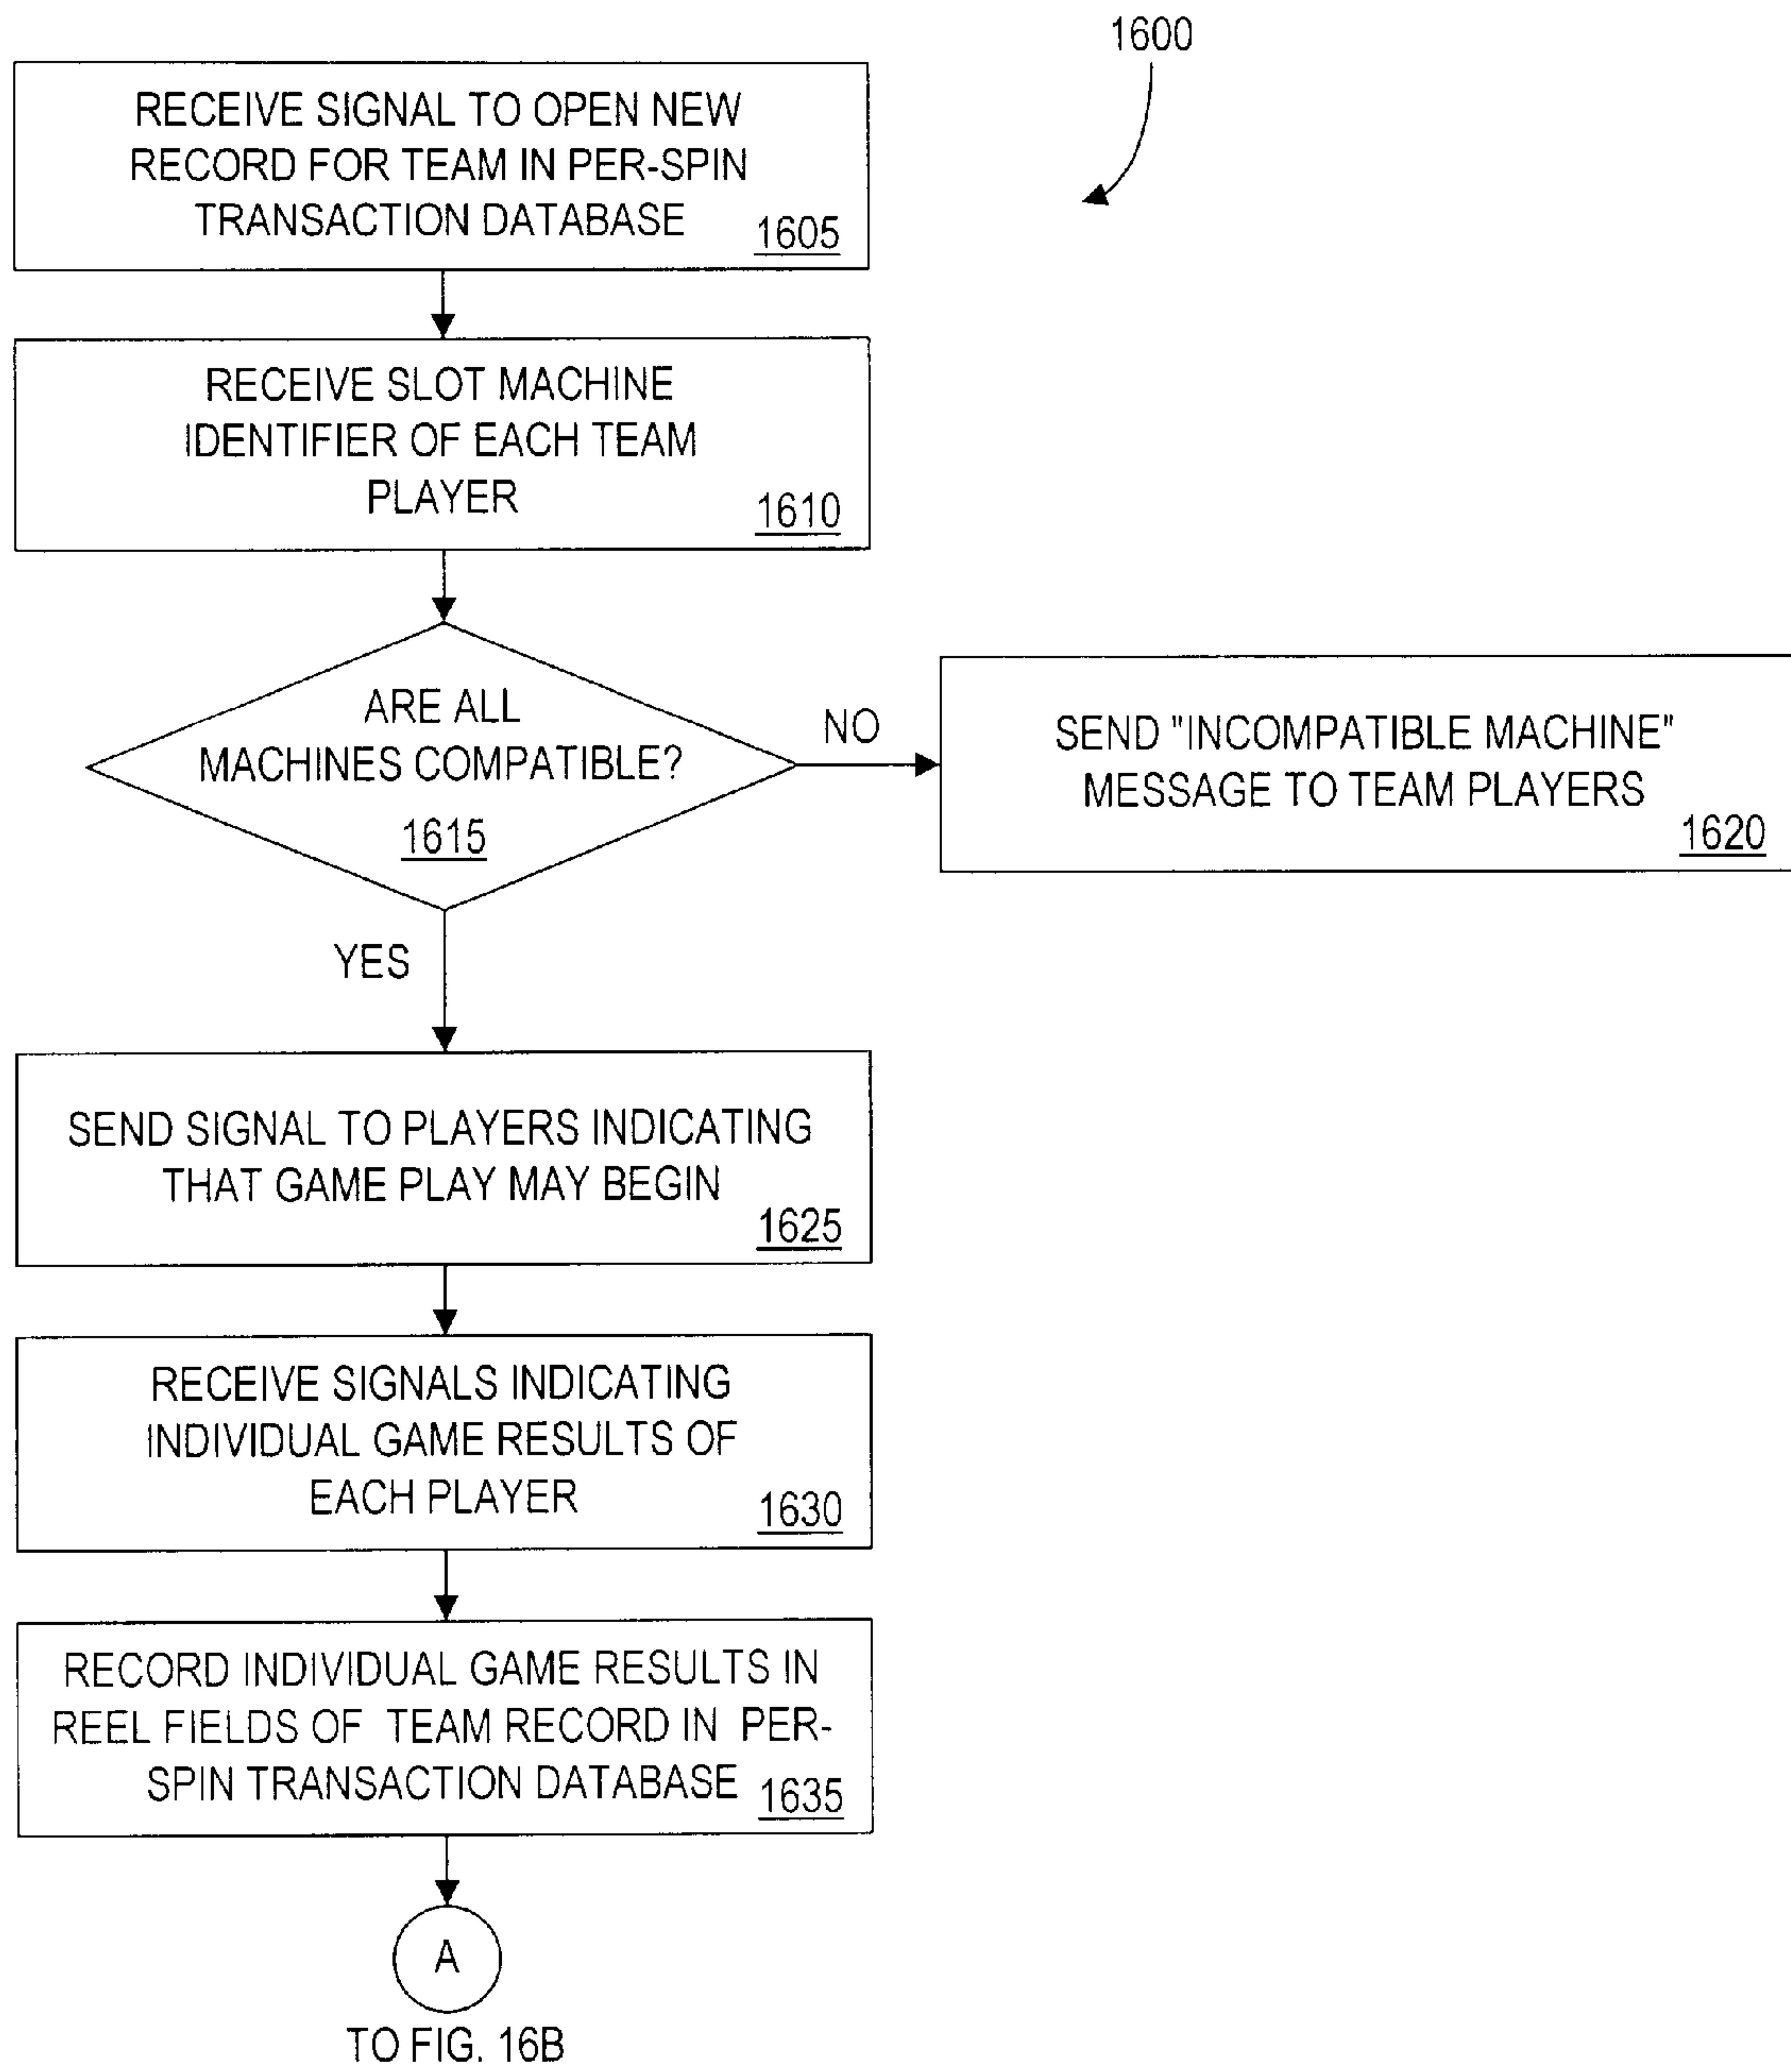 1600
RECEIVE SIGNAL TO OPEN NEW
RECORD FOR TEAM IN PER-SPIN
TRANSACTION DATABASE
1605
RECEIVE SLOT MACHINE
IDENTIFIER OF EACH TEAM
PLAYER
1610
ARE ALL
MACHINES COMPATIBLE?
1615
NO
SEND "INCOMPATIBLE MACHINE"
MESSAGE TO TEAM PLAYERS
1620
YES
SEND SIGNAL TO PLAYERS INDICATING
THAT GAME PLAY MAY BEGIN
1625
RECEIVE SIGNALS INDICATING
INDIVIDUAL GAME RESULTS OF
EACH PLAYER
1630
RECORD INDIVIDUAL GAME RESULTS IN
REEL FIELDS OF TEAM RECORD IN PER-
SPIN TRANSACTION DATABASE
1635
A
TO FIG. 16B